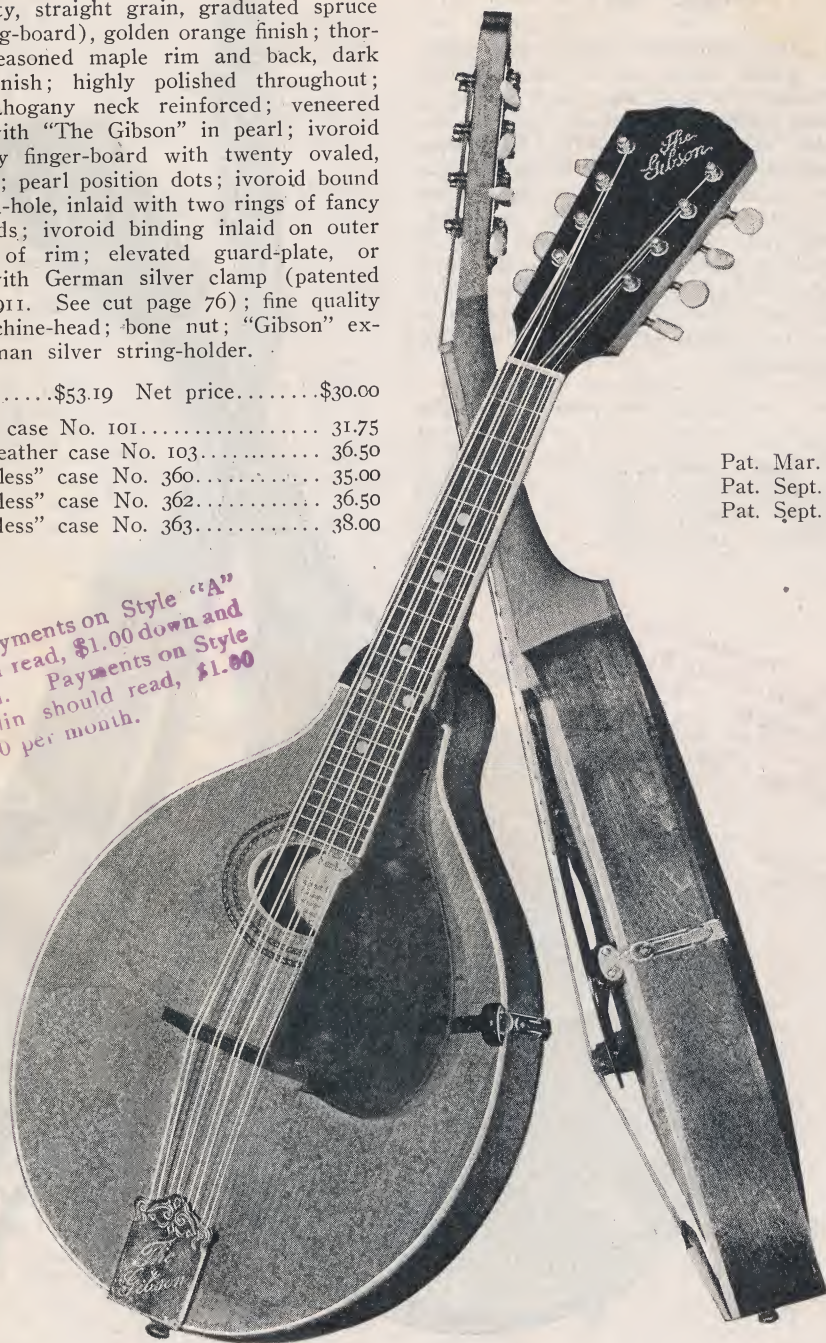 ty, straight grain, graduated spruce
g-board), golden orange finish; thor-
easoned maple rim and back, dark
nish; highly polished throughout;
hogany neck reinforced; veneered
ith "The Gibson" in pearl; ivoroid
y finger-board with twenty ovaled,
; pearl position dots; ivoroid bound
-hole, inlaid with two rings of fancy
ds; ivoroid binding inlaid on outer
of rim; elevated guard-plate, or
ith German silver clamp (patented
911. See cut page 76); fine quality
chine-head; bone nut; "Gibson" ex-
man silver string-holder.
.....$53.19 Net price........$30.00
case No. 101................ 31.75
eather case No. 103........... 36.50
less" case No. 360............ 35.00
less" case No. 362............ 36.50
less" case No. 363............ 38.00
yments on Style "A"
read, $1.00 down and
. Payments on Style
in should read, $1.00
0 per month.
The
Gibson
Pat. Mar.
Pat. Sept.
Pat. Sept.
The
Gibson